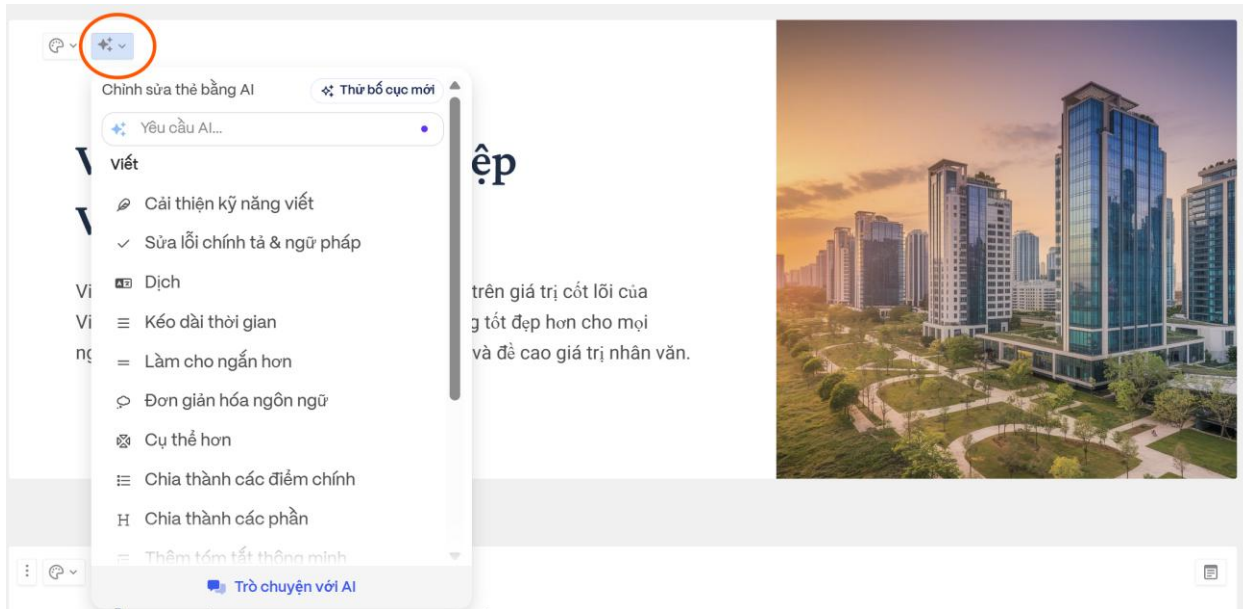 Chỉnh sửa thẻ bằng AI
Thử bố cục mới
Yêu cầu AI...
Viết
ệp
Cải thiện kỹ năng viết
Sửa lỗi chính tả & ngữ pháp
Dịch
trên giá trị cốt lõi của
Kéo dài thời gian
g tốt đẹp hơn cho mọi
Làm cho ngắn hơn
và đề cao giá trị nhân văn.
Đơn giản hóa ngôn ngữ
Cụ thể hơn
Chia thành các điểm chính
H Chia thành các phần
Thêm tóm tắt thông minh
Trò chuyện với AI